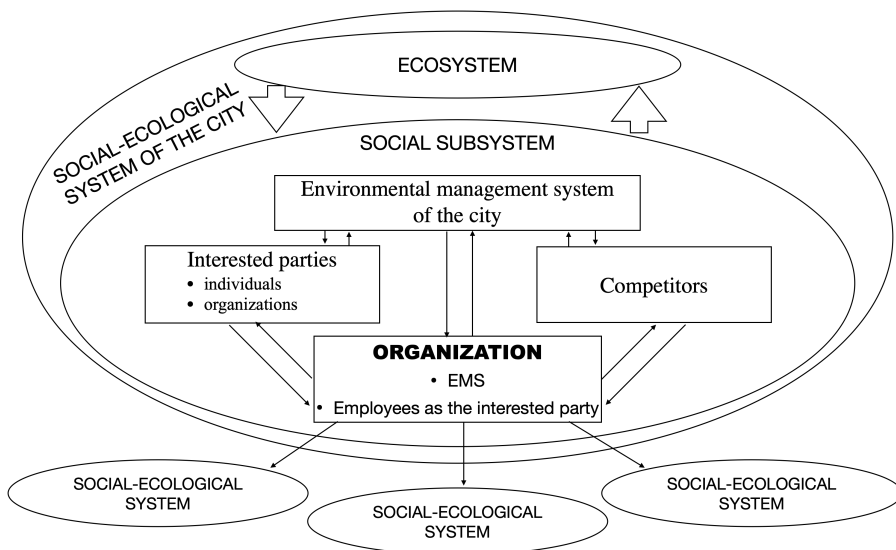 ECOSYSTEM
SOCIAL-ECOLOGICAL
SYSTEM OF THE CITY
SOCIAL SUBSYSTEM
Environmental management system
of the city
Interested parties
• individuals
• organizations
Competitors
ORGANIZATION
• EMS
• Employees as the interested party
SOCIAL-ECOLOGICAL
SYSTEM
SOCIAL-ECOLOGICAL
SYSTEM
SOCIAL-ECOLOGICAL
SYSTEM